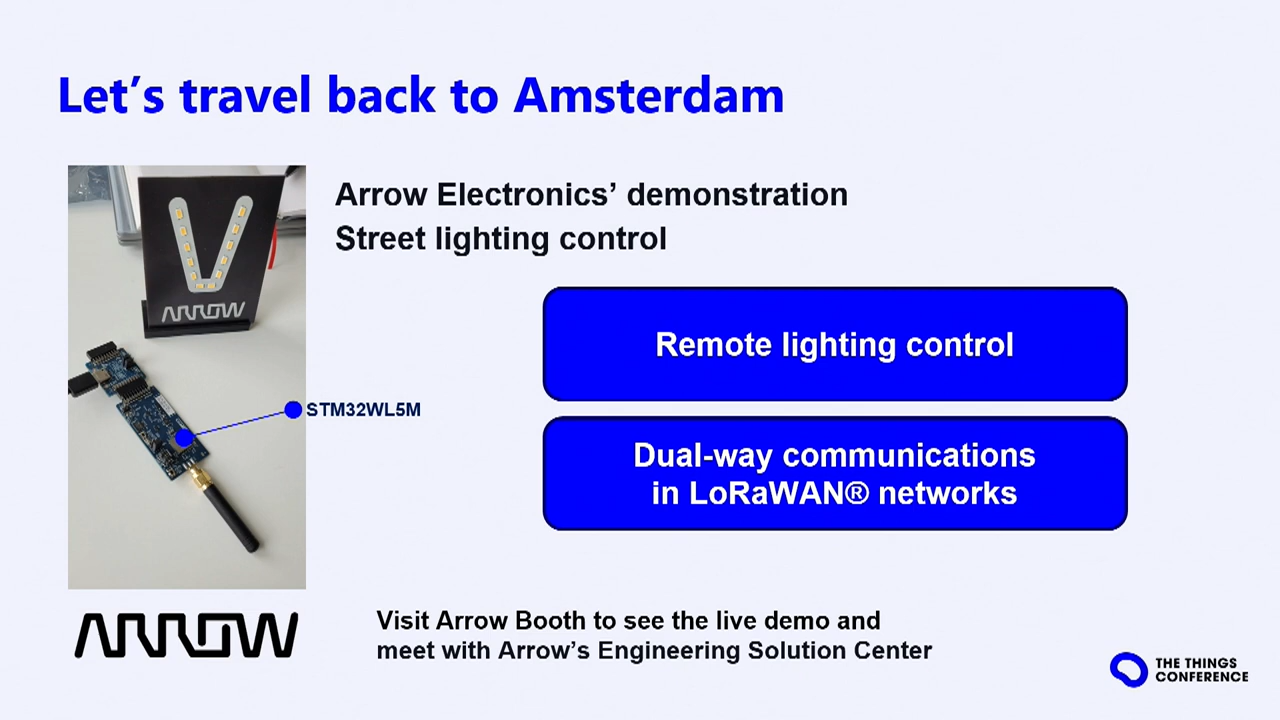 Let's travel back to Amsterdam
Arrow Electronics' demonstration
Street lighting control
ARROW
STM32WL5M
Remote lighting control
Dual-way communications
in LoRaWAN® networks
ARROW
Visit Arrow Booth to see the live demo and
meet with Arrow's Engineering Solution Center
THE THINGS
CONFERENCE